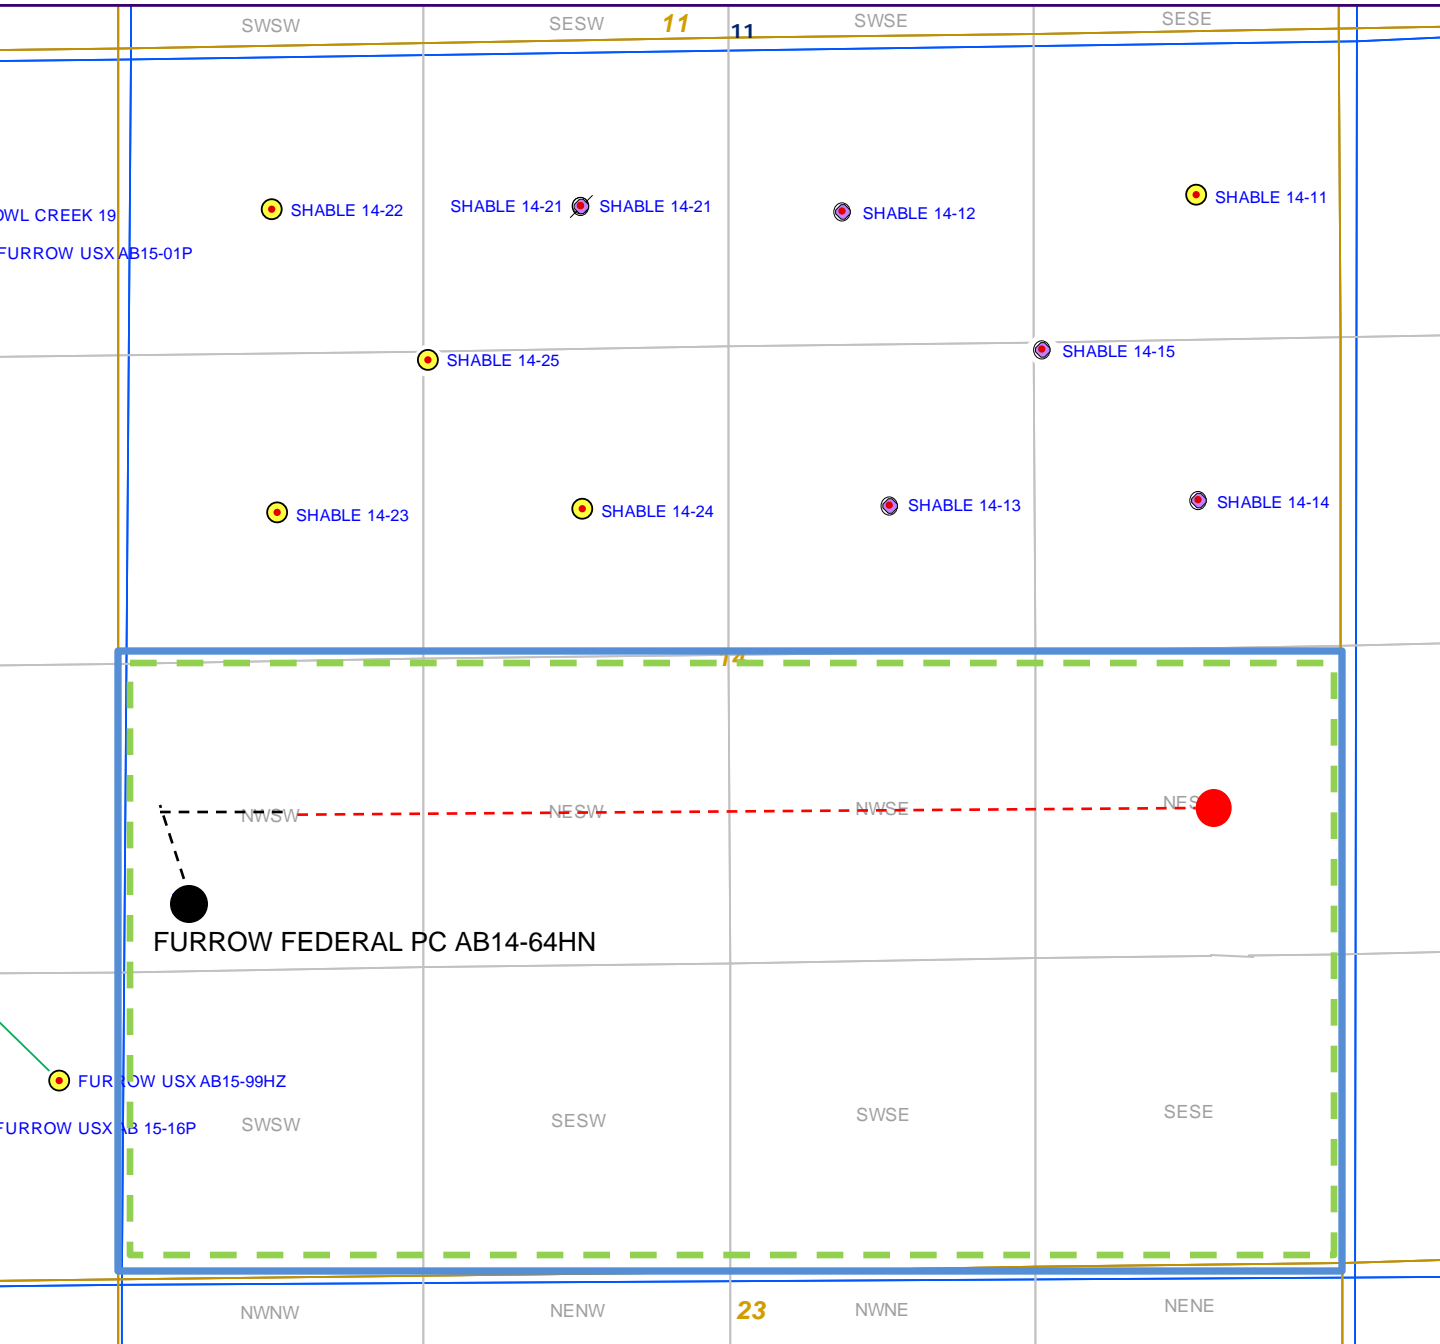 SWSW
SESW
11
11
SWSE
SESE
SHABLE 14-22
SHABLE 14-21
SHABLE 14-21
SHABLE 14-12
SHABLE 14-11
OWL CREEK 19
FURROW USX AB15-01P
SHABLE 14-25
SHABLE 14-15
SHABLE 14-23
SHABLE 14-24
SHABLE 14-13
SHABLE 14-14
14
NWSW
NESW
NWSE
FURROW FEDERAL PC AB14-64HN
FURROW USX AB15-99HZ
FURROW USX AB 15-16P
SWSW
SESW
SWSE
SESE
NWNW
NENW
23
NWNE
NENE